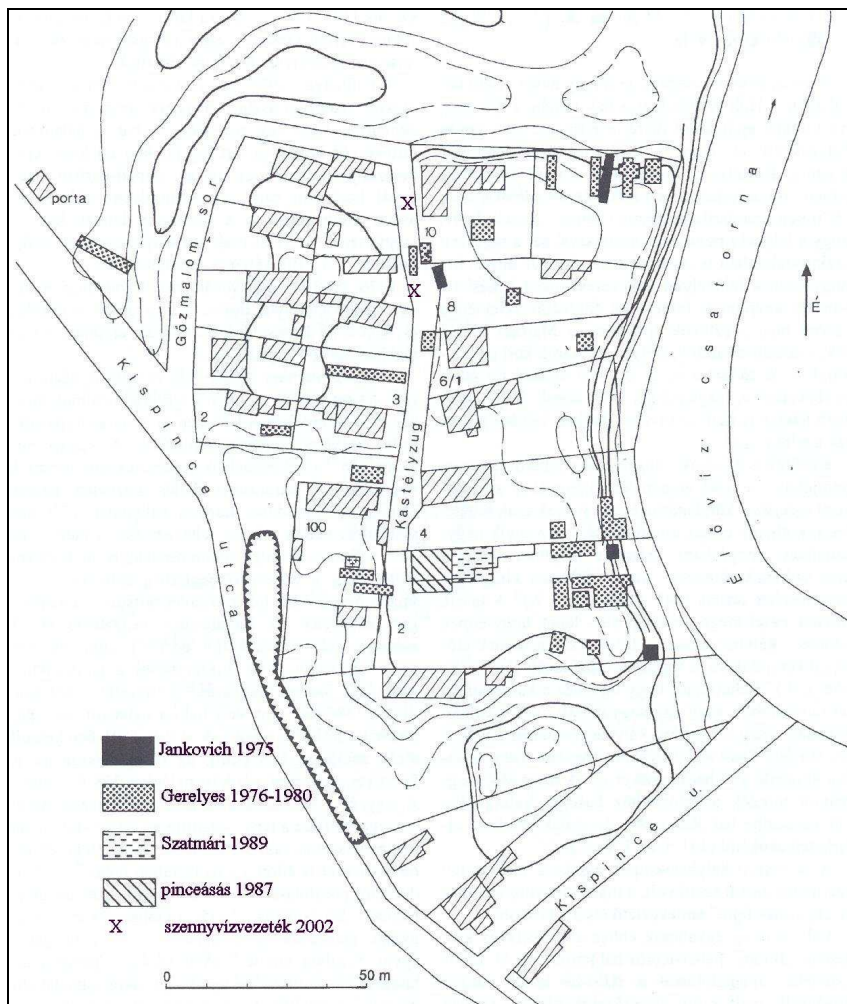 porta
Gőzmalom sor
10
8
6/1
3
2
Kispince utca
Kastélyzug
100
4
2
Élővíz csatorna
É
Jankovich 1975
Gerelyes 1976-1980
Szatmári 1989
pinceásás 1987
X szennyvízvezeték 2002
X
X
Kispince u.
0 50 m